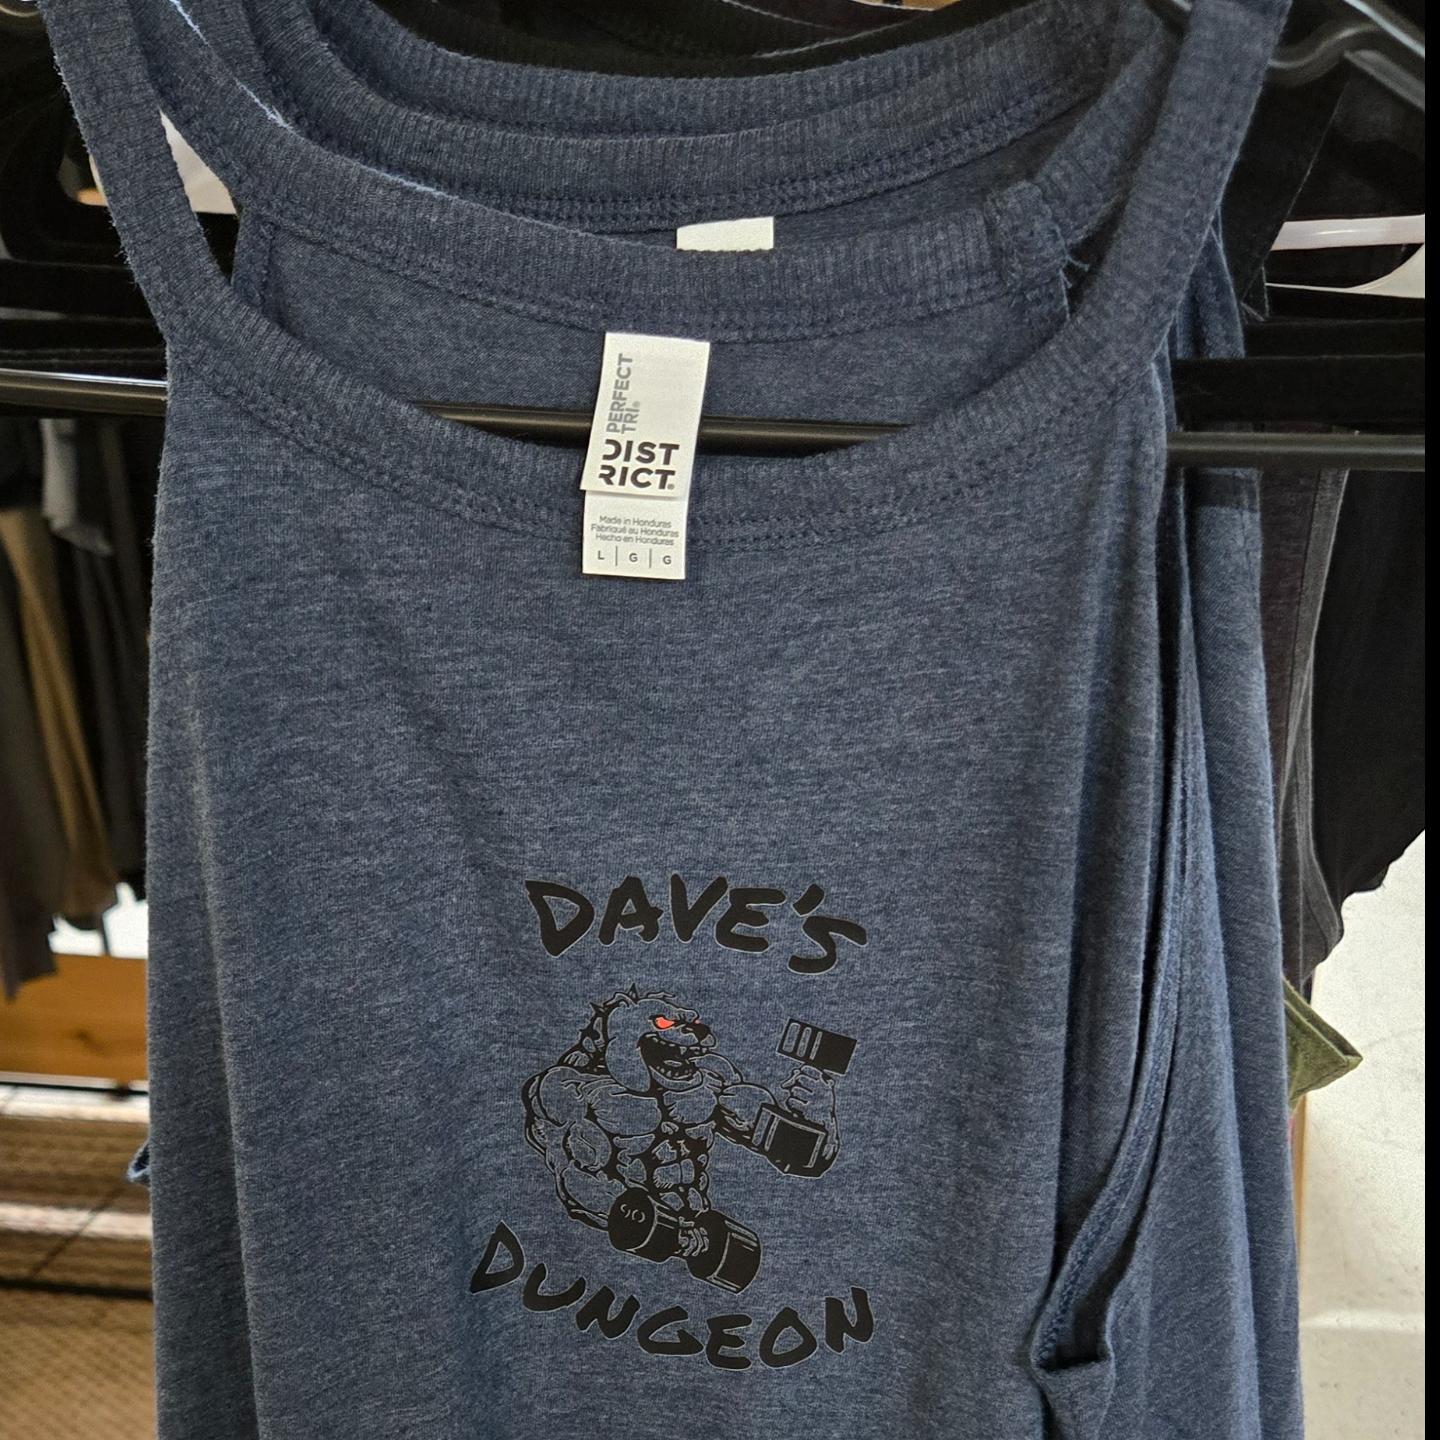 PERFECT
TRI®
DIST
RICT®
Made in Honduras
Fabriqué au Honduras
Hecho en Honduras
L | G | G
DAVE'S
90
DUNGEON